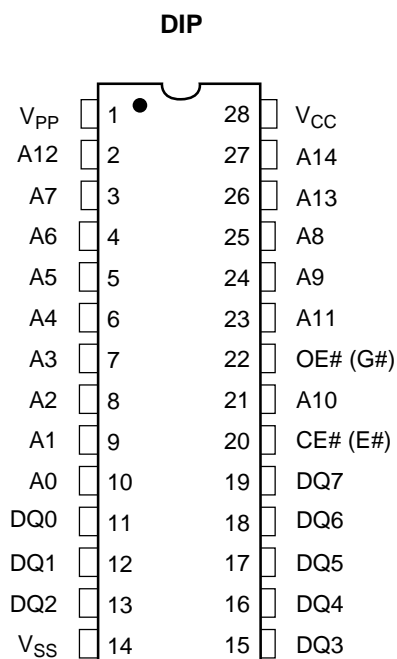 DIP
VPP 1 28 VCC
A12 2 27 A14
A7 3 26 A13
A6 4 25 A8
A5 5 24 A9
A4 6 23 A11
A3 7 22 OE# (G#)
A2 8 21 A10
A1 9 20 CE# (E#)
A0 10 19 DQ7
DQ0 11 18 DQ6
DQ1 12 17 DQ5
DQ2 13 16 DQ4
VSS 14 15 DQ3